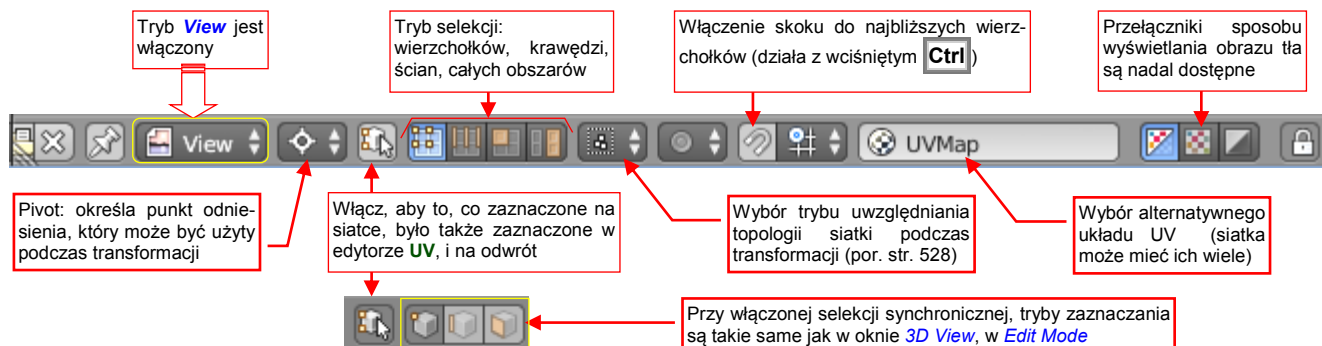 Tryb View jest
włączony
Tryb selekcji:
wierzchołków, krawędzi,
ścian, całych obszarów
Włączenie skoku do najbliższych wierz-
chołków (działa z wciśniętym Ctrl)
Przełączniki sposobu
wyświetlania obrazu tła
są nadal dostępne
View
UVMap
Pivot: określa punkt odnie-
sienia, który może być użyty
podczas transformacji
Włącz, aby to, co zaznaczone na
siatce, było także zaznaczone w
edytorze UV, i na odwrót
Wybór trybu uwzględniania
topologii siatki podczas
transformacji (por. str. 528)
Wybór alternatywnego
układu UV (siatka
może mieć ich wiele)
Przy włączonej selekcji synchronicznej, tryby zaznaczania
są takie same jak w oknie 3D View, w Edit Mode